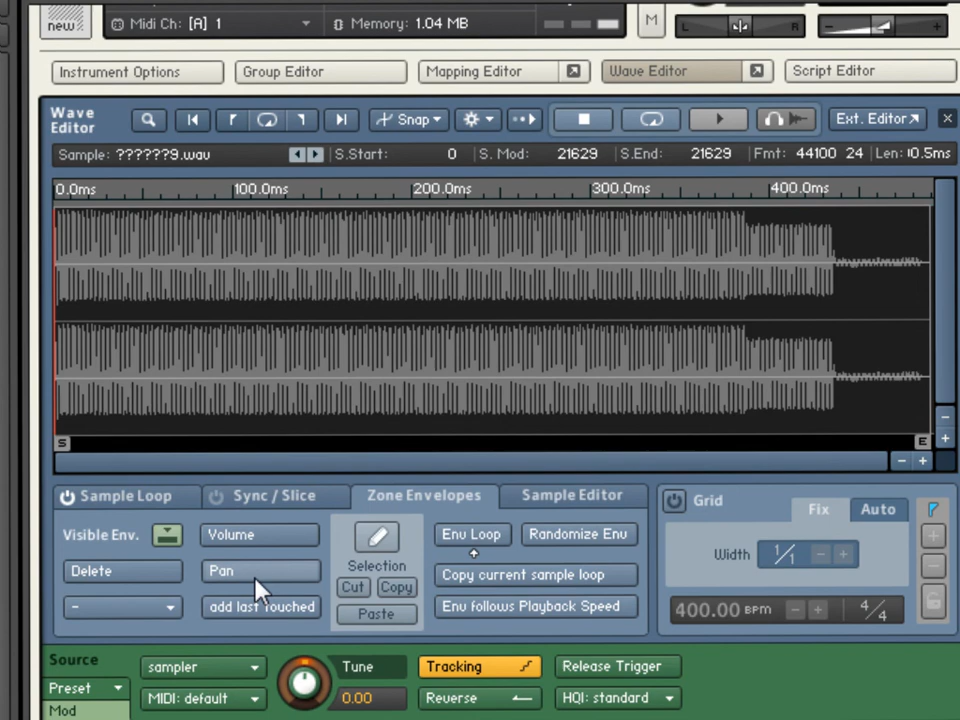 new
Midi Ch: [A] 1
Memory: 1.04 MB
M
L R
- +
Instrument Options
Group Editor
Mapping Editor
Wave Editor
Script Editor
Wave
Editor
Snap
Ext. Editor
Sample: ??????9.wav
S.Start: 0
S. Mod: 21629
S.End: 21629
Fmt: 44100 24
Len: 10.5ms
0.0ms 100.0ms 200.0ms 300.0ms 400.0ms
S E
Sample Loop
Sync / Slice
Zone Envelopes
Sample Editor
Grid
Fix
Auto
Visible Env.
Volume
Env Loop
Randomize Env
Width 1/1 - +
Delete
Pan
Selection
Cut Copy
Paste
Copy current sample loop
-
add last touched
Env follows Playback Speed
400.00 BPM - + 4/4
Source
sampler
Tune
Tracking
Release Trigger
Preset
MIDI: default
0.00
Reverse
HQI: standard
Mod